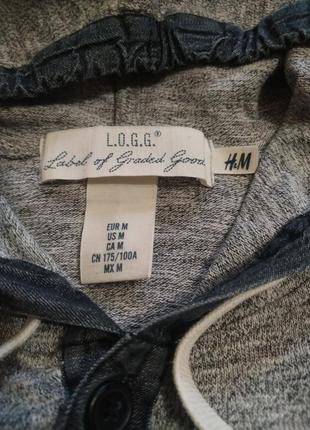 L.O.G.G.®
Label of Graded Goods
H&M
EUR M
US M
CA M
CN 175/100A
MX M